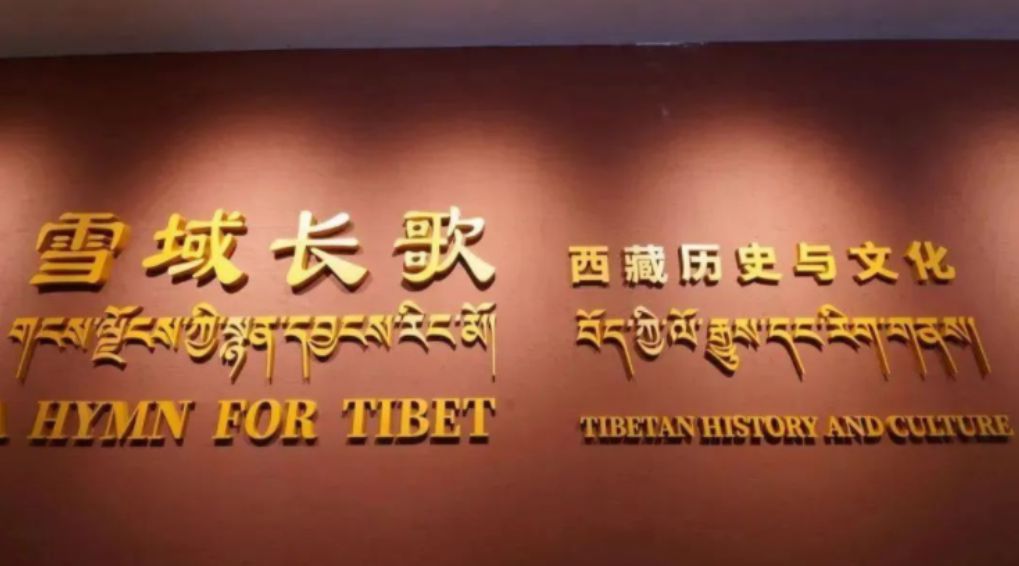 雪域长歌
གངས་ལྗོངས་ཀྱི་སྙན་དབྱངས་རིང་མོ།
A HYMN FOR TIBET
西藏历史与文化
བོད་ཀྱི་ལོ་རྒྱུས་དང་རིག་གནས།
TIBETAN HISTORY AND CULTURE